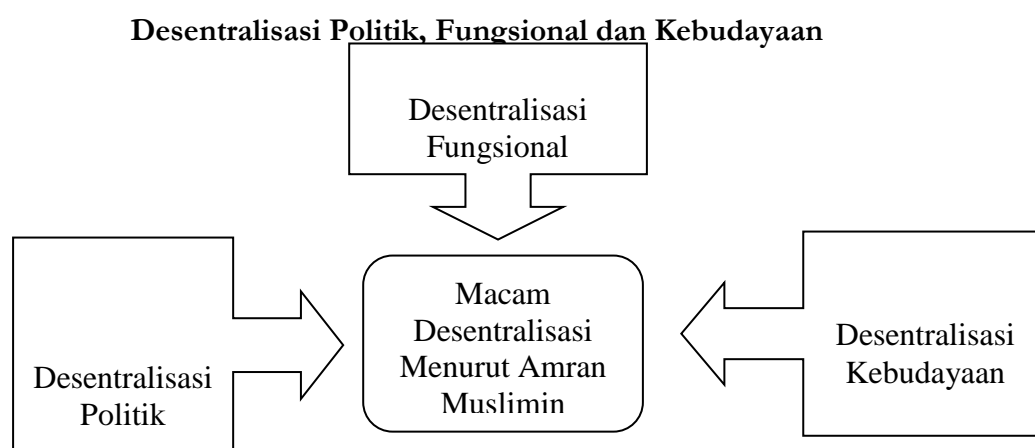 Desentralisasi Politik, Fungsional dan Kebudayaan
Desentralisasi
Fungsional
Macam
Desentralisasi
Menurut Amran
Muslimin
Desentralisasi
Politik
Desentralisasi
Kebudayaan